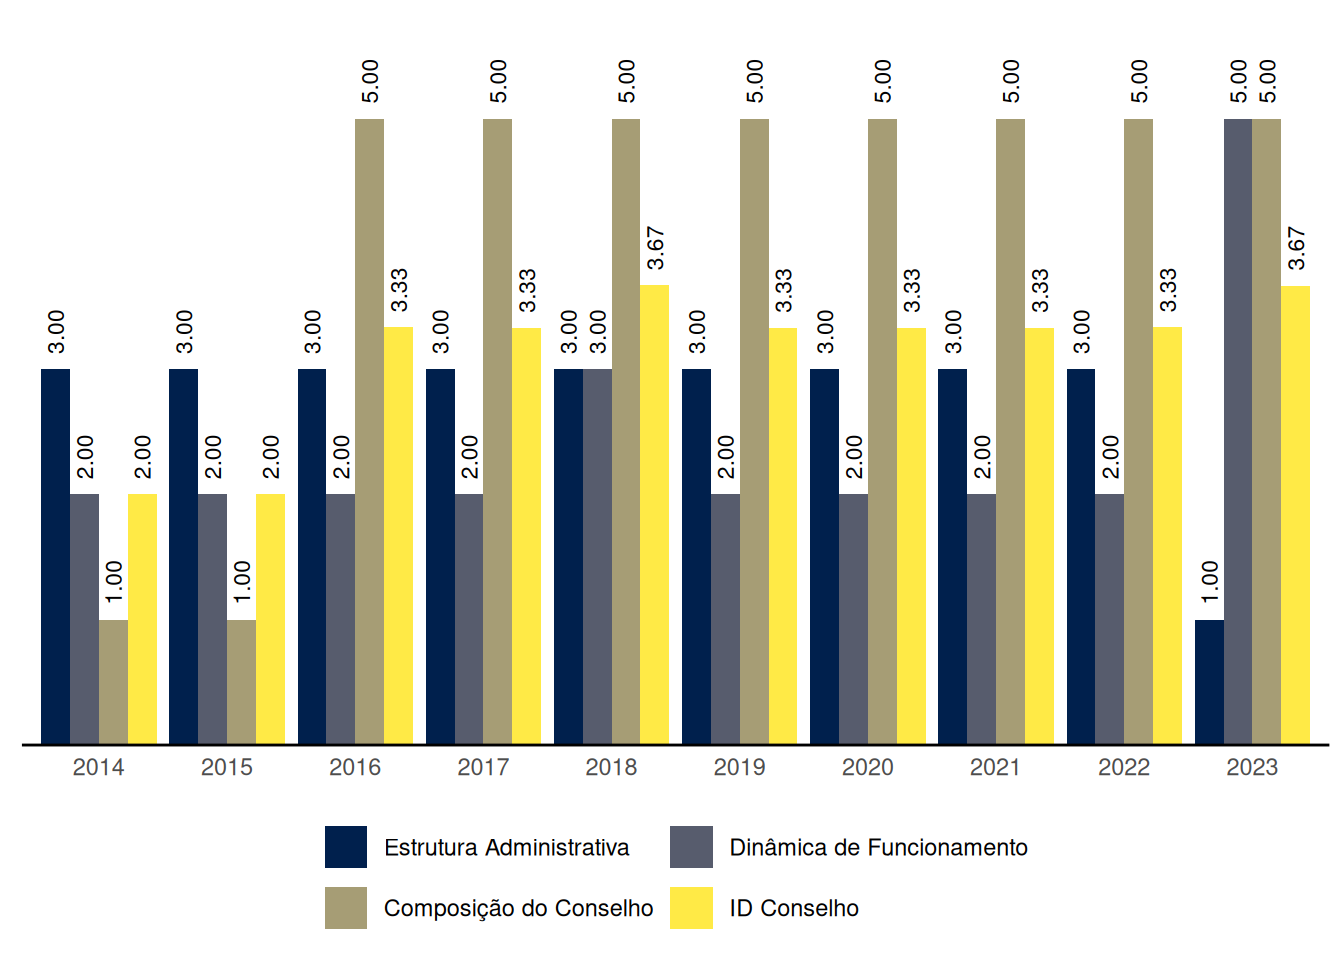 5.00 5.00 5.00 5.00 5.00 5.00 5.00 5.00 5.00
3.67 3.67
3.33 3.33 3.33 3.33 3.33 3.33
3.00 3.00 3.00 3.00 3.00 3.00 3.00 3.00 3.00 3.00
2.00 2.00 2.00 2.00 2.00 2.00 2.00 2.00 2.00 2.00
1.00 1.00 1.00
2014 2015 2016 2017 2018 2019 2020 2021 2022 2023
Estrutura Administrativa Dinâmica de Funcionamento
Composição do Conselho ID Conselho